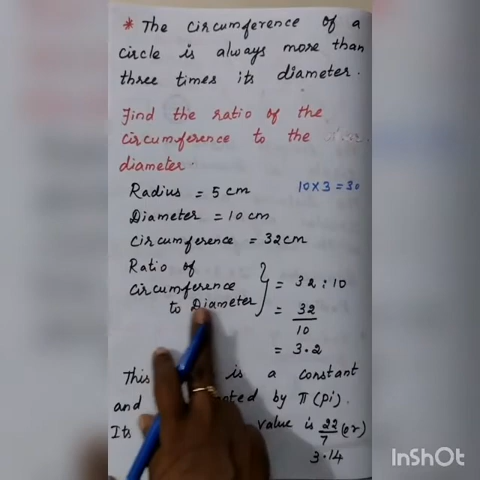 * The circumference of a
circle is always more than
three times its diameter.
Find the ratio of the
circumference to the
diameter.
Radius = 5 cm 10 x 3 = 30
Diameter = 10 cm
Circumference = 32 cm
Ratio of
circumference } = 32 : 10
to Diameter = 32/10
= 3.2
This is a constant
and by π (Pi).
Its value is 22/7 (or)
3.14
InShOt